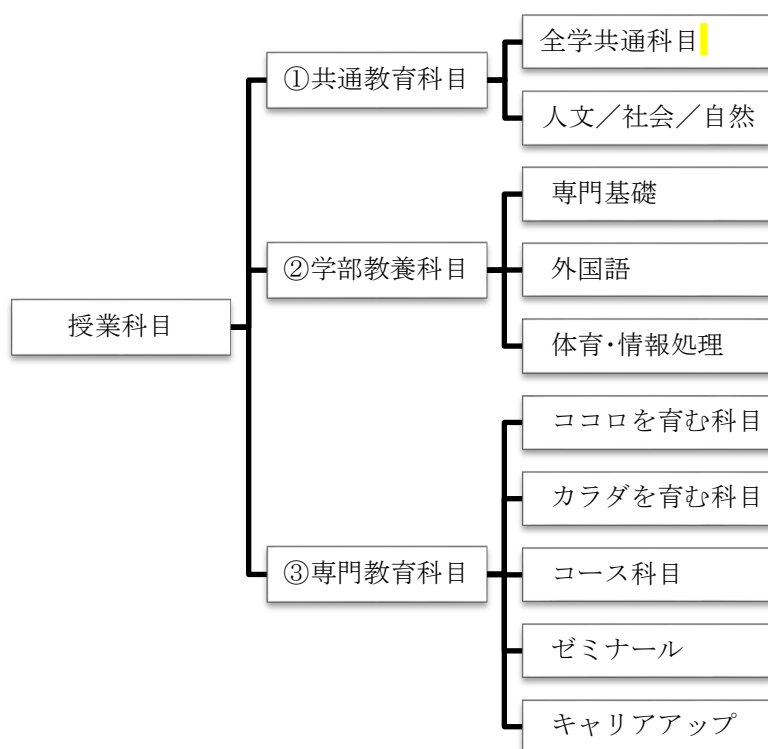 授業科目
①共通教育科目
全学共通科目
人文／社会／自然
②学部教養科目
専門基礎
外国語
体育・情報処理
③専門教育科目
ココロを育む科目
カラダを育む科目
コース科目
ゼミナール
キャリアアップ